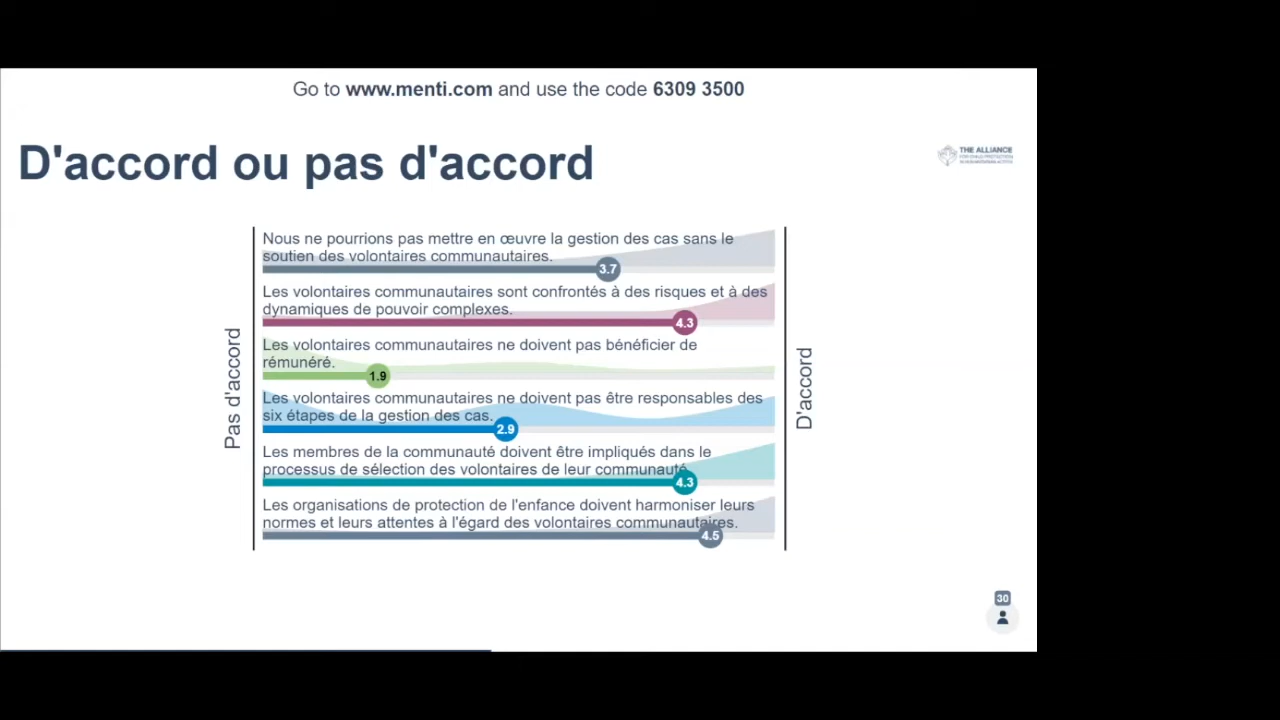 Go to www.menti.com and use the code 6309 3500
D'accord ou pas d'accord
THE ALLIANCE
FOR CHILD PROTECTION
IN HUMANITARIAN ACTION
Pas d'accord
Nous ne pourrions pas mettre en œuvre la gestion des cas sans le
soutien des volontaires communautaires.
3.7
Les volontaires communautaires sont confrontés à des risques et à des
dynamiques de pouvoir complexes.
4.3
Les volontaires communautaires ne doivent pas bénéficier de
rémunéré.
1.9
Les volontaires communautaires ne doivent pas être responsables des
six étapes de la gestion des cas.
2.9
Les membres de la communauté doivent être impliqués dans le
processus de sélection des volontaires de leur communauté.
4.3
Les organisations de protection de l'enfance doivent harmoniser leurs
normes et leurs attentes à l'égard des volontaires communautaires.
4.5
D'accord
30